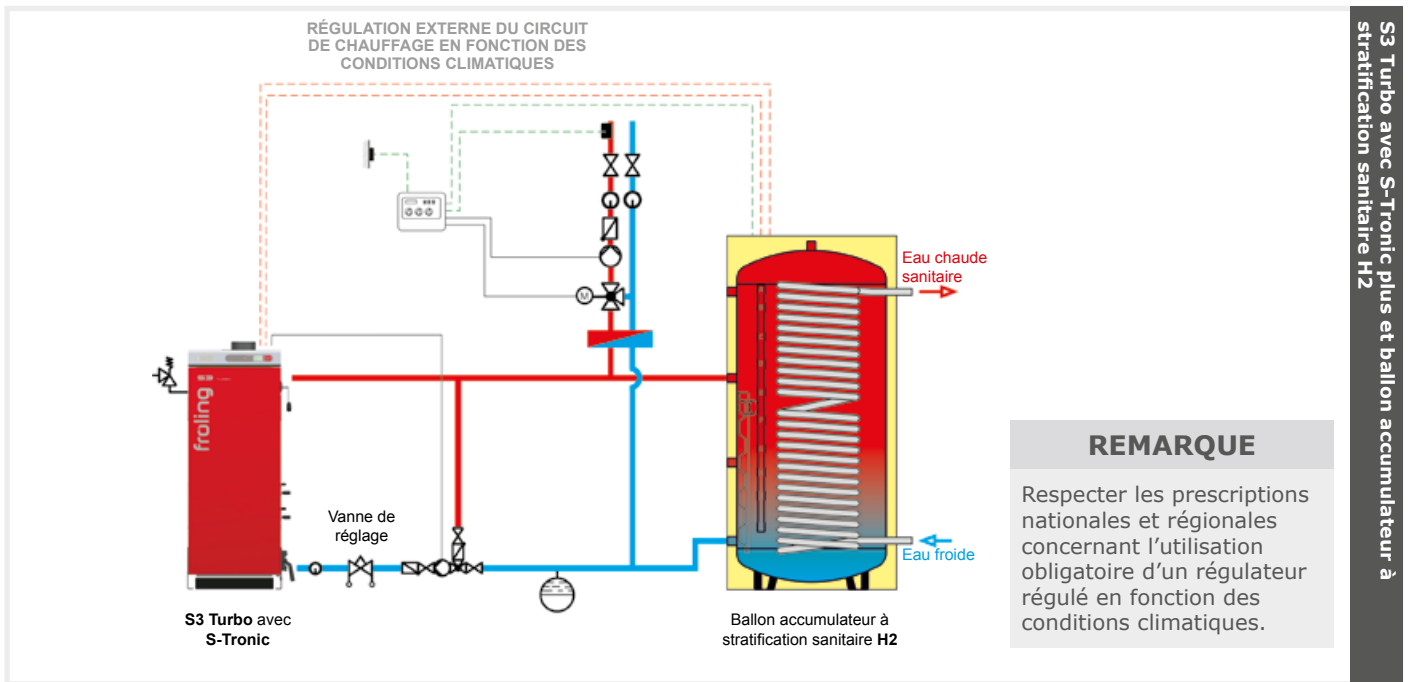 RÉGULATION EXTERNE DU CIRCUIT
DE CHAUFFAGE EN FONCTION DES
CONDITIONS CLIMATIQUES
M
Eau chaude
sanitaire
S3
froling
Vanne de
réglage
Eau froide
S3 Turbo avec
S-Tronic
Ballon accumulateur à
stratification sanitaire H2
REMARQUE
Respecter les prescriptions
nationales et régionales
concernant l’utilisation
obligatoire d’un régulateur
régulé en fonction des
conditions climatiques.
S3 Turbo avec S-Tronic plus et ballon accumulateur à
stratification sanitaire H2